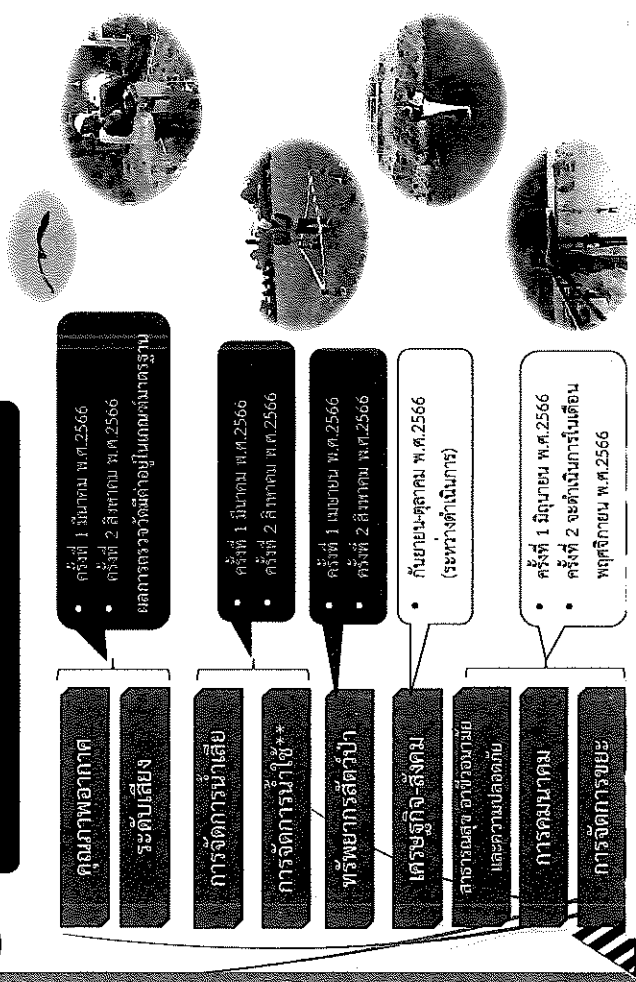 คุณภาพอากาศ
ระดับเสียง
• ครั้งที่ 1 มีนาคม พ.ศ.2566
• ครั้งที่ 2 สิงหาคม พ.ศ.2566
ผลการตรวจวัดมีค่าอยู่ในเกณฑ์มาตรฐาน
การจัดการน้ำเสีย
การจัดการน้ำใช้**
• ครั้งที่ 1 มีนาคม พ.ศ.2566
• ครั้งที่ 2 สิงหาคม พ.ศ.2566
ทรัพยากรสัตว์ป่า
• ครั้งที่ 1 เมษายน พ.ศ.2566
• ครั้งที่ 2 สิงหาคม พ.ศ.2566
เศรษฐกิจ-สังคม
• กันยายน-ตุลาคม พ.ศ.2566
(ระหว่างดำเนินการ)
สาธารณสุข อาชีวอนามัย
และความปลอดภัย
การคมนาคม
การจัดการขยะ
• ครั้งที่ 1 มิถุนายน พ.ศ.2566
• ครั้งที่ 2 จะดำเนินการในเดือน
พฤศจิกายน พ.ศ.2566